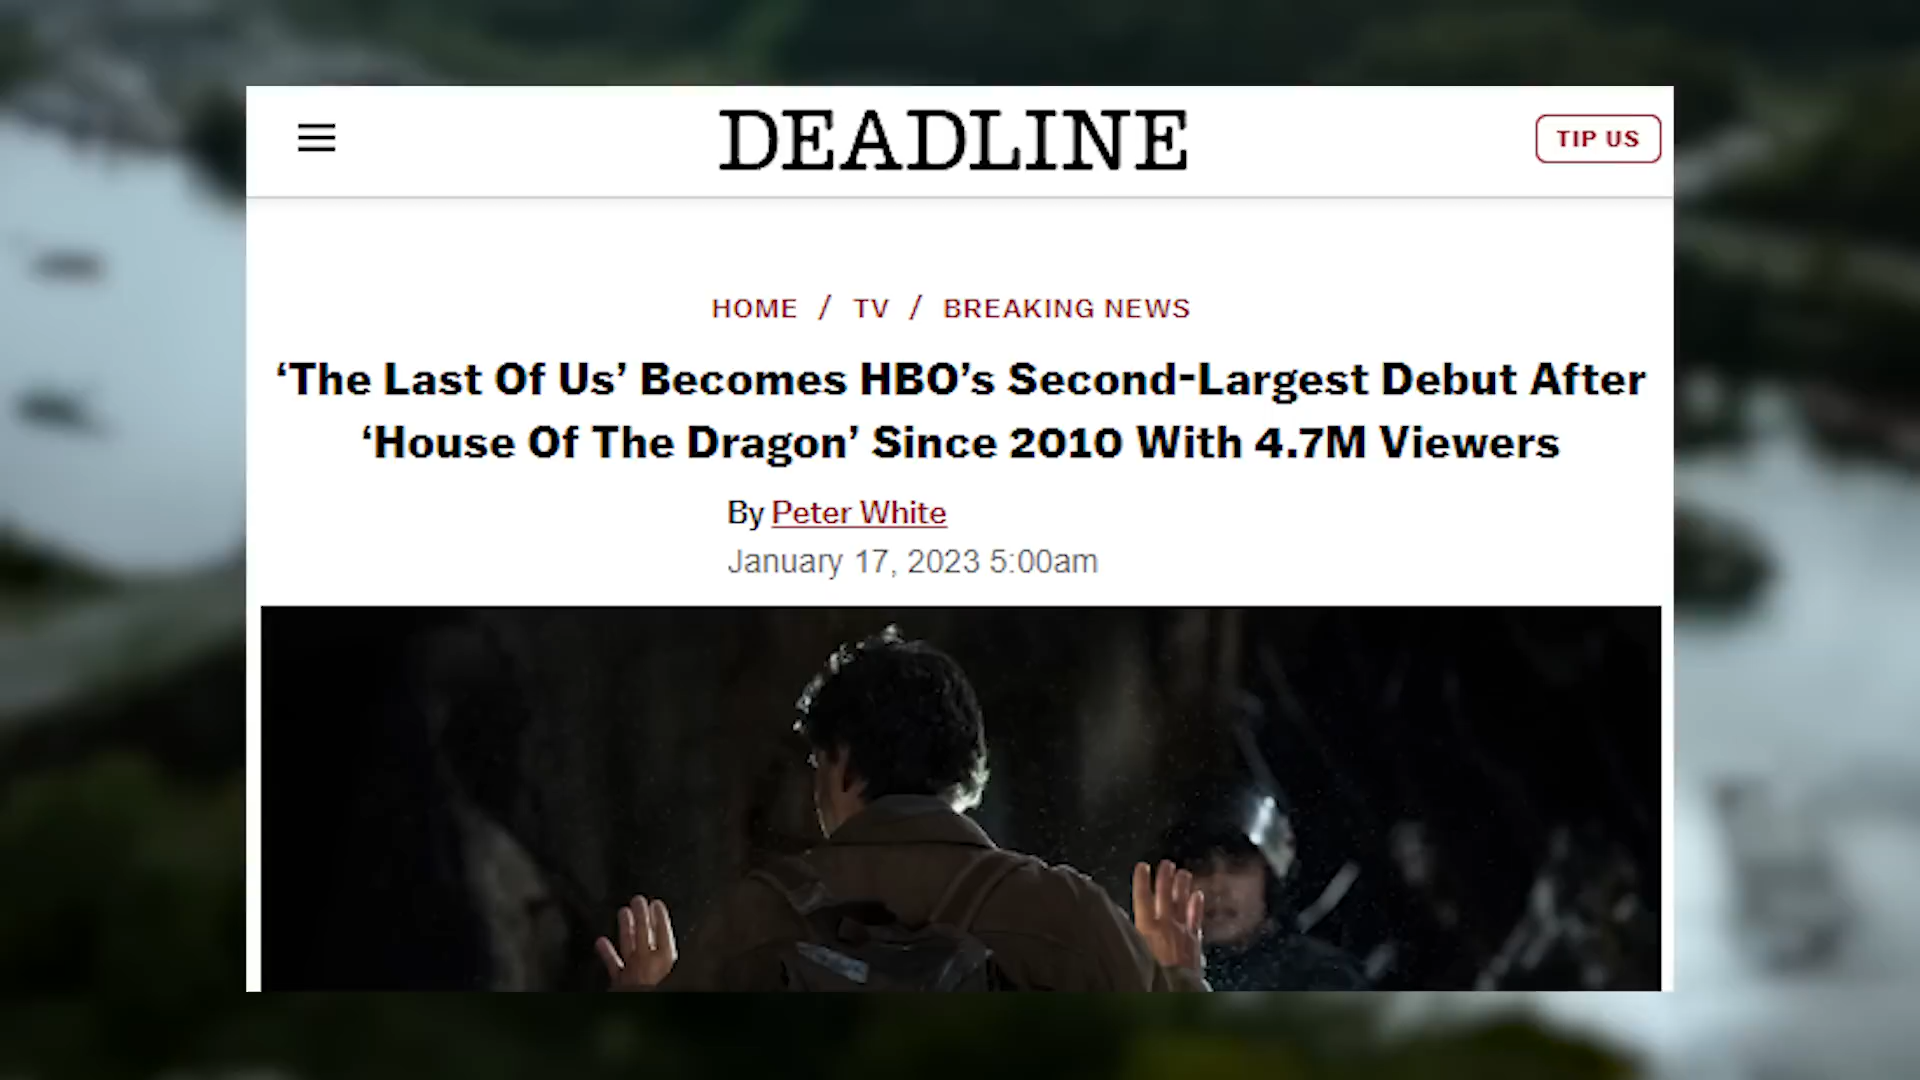 DEADLINE
TIP US
HOME / TV / BREAKING NEWS
‘The Last Of Us’ Becomes HBO’s Second-Largest Debut After
‘House Of The Dragon’ Since 2010 With 4.7M Viewers
By Peter White
January 17, 2023 5:00am